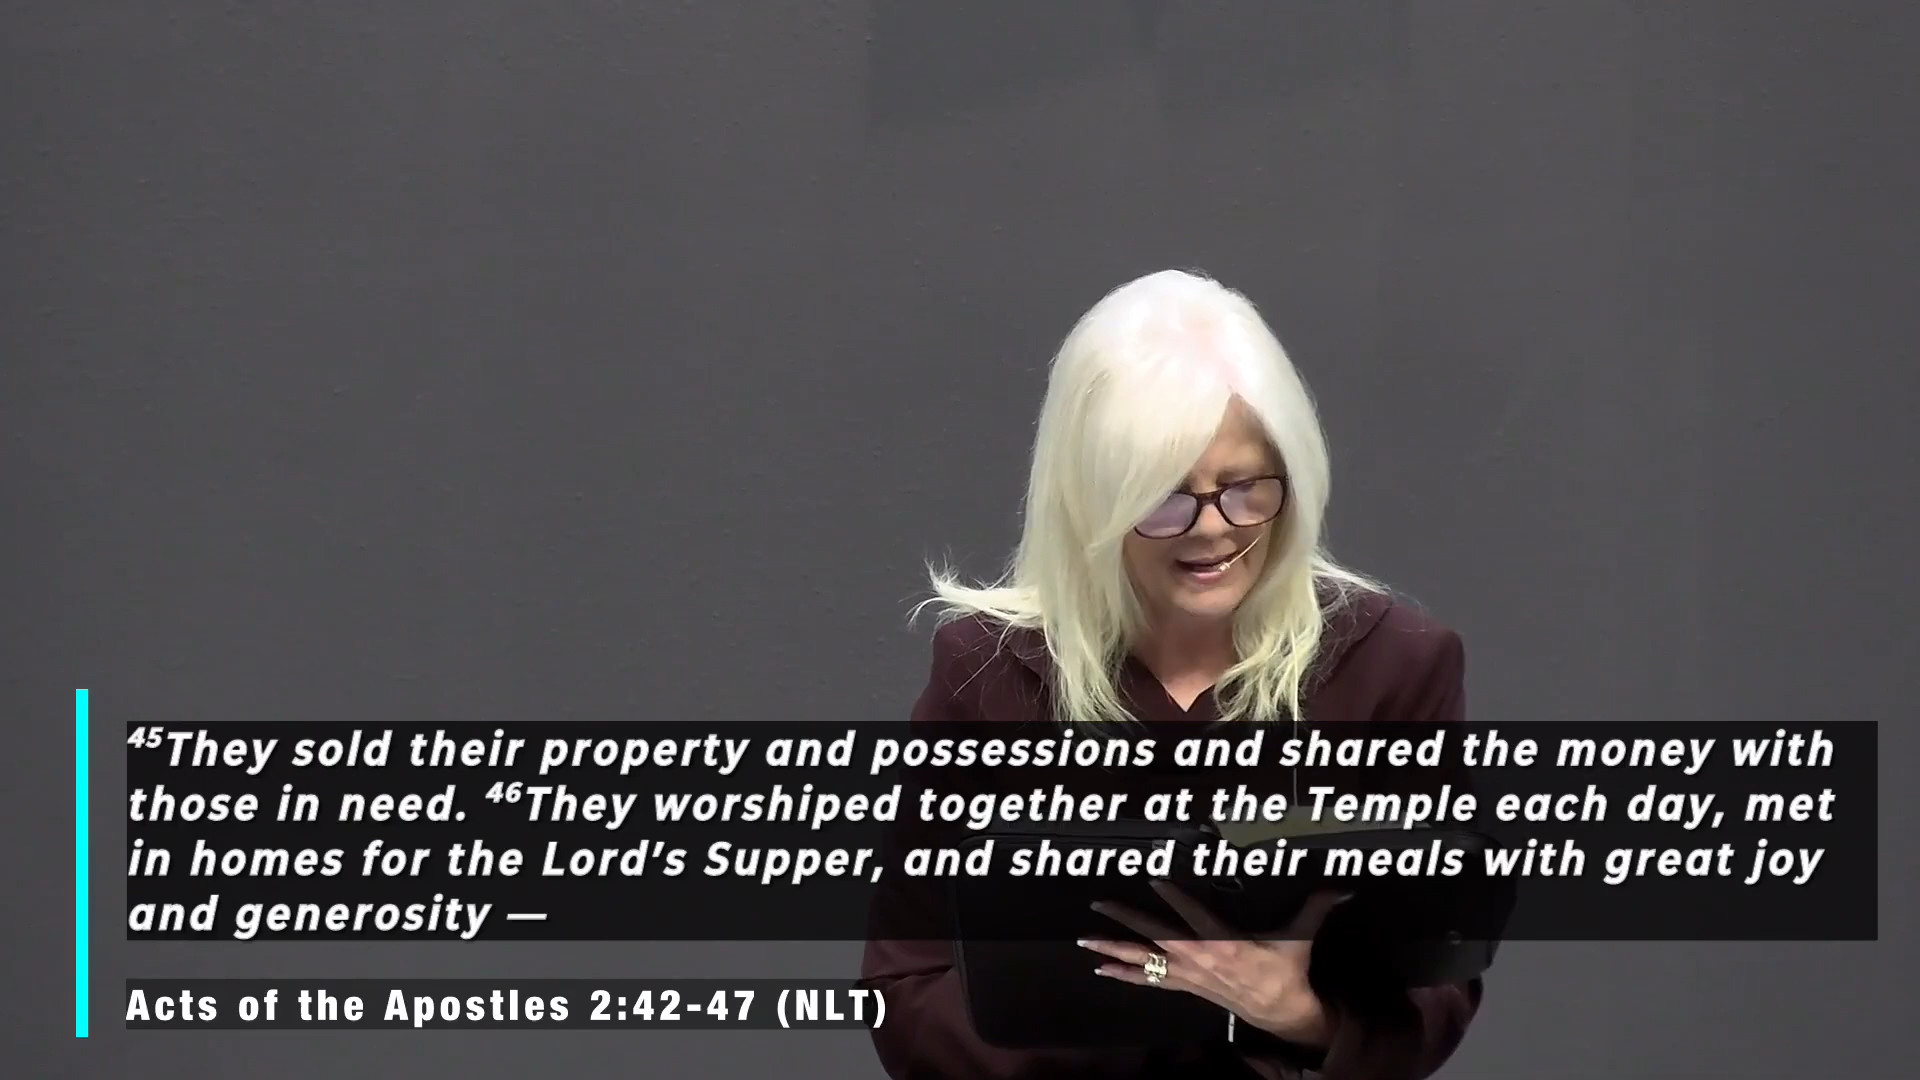 ⁴⁵They sold their property and possessions and shared the money with
those in need. ⁴⁶They worshiped together at the Temple each day, met
in homes for the Lord’s Supper, and shared their meals with great joy
and generosity —
Acts of the Apostles 2:42-47 (NLT)